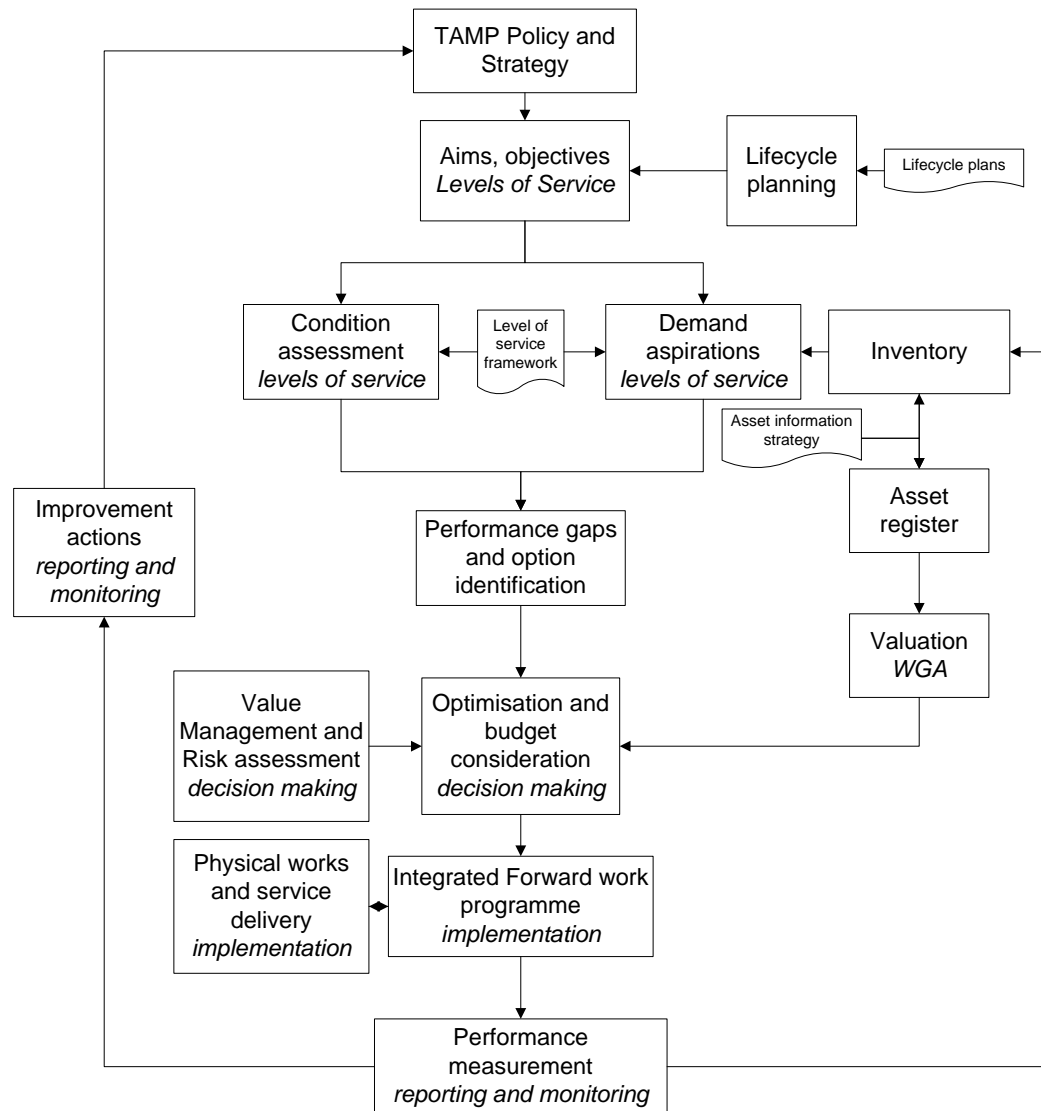 TAMP Policy and
Strategy
Aims, objectives
Levels of Service
Lifecycle
planning
Lifecycle plans
Condition
assessment
levels of service
Level of
service
framework
Demand
aspirations
levels of service
Inventory
Asset information
strategy
Asset
register
Improvement
actions
reporting and
monitoring
Performance gaps
and option
identification
Valuation
WGA
Value
Management and
Risk assessment
decision making
Optimisation and
budget
consideration
decision making
Physical works
and service
delivery
implementation
Integrated Forward work
programme
implementation
Performance
measurement
reporting and monitoring